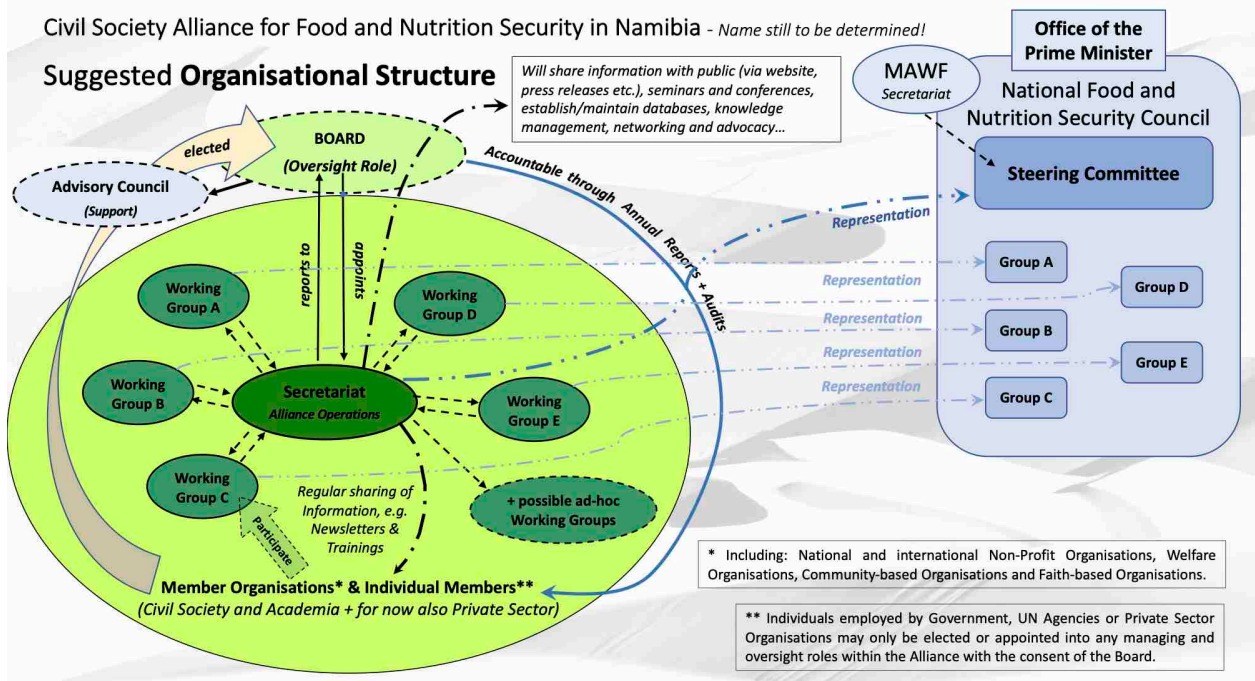 Civil Society Alliance for Food and Nutrition Security in Namibia - Name still to be determined!
Suggested Organisational Structure
Will share information with public (via website,
press releases etc.), seminars and conferences,
establish/maintain databases, knowledge
management, networking and advocacy…
Office of the
Prime Minister
MAWF
Secretariat
National Food and
Nutrition Security Council
Steering Committee
elected
BOARD
(Oversight Role)
Advisory Council
(Support)
Accountable through Annual Reports + Audits
reports to
appoints
Representation
Working
Group A
Working
Group D
Working
Group B
Secretariat
Alliance Operations
Working
Group E
Working
Group C
+ possible ad-hoc
Working Groups
Representation
Representation
Representation
Representation
Group A
Group D
Group B
Group E
Group C
Participate
Regular sharing of
Information, e.g.
Newsletters &
Trainings
Member Organisations* & Individual Members**
(Civil Society and Academia + for now also Private Sector)
* Including: National and international Non-Profit Organisations, Welfare
Organisations, Community-based Organisations and Faith-based Organisations.
** Individuals employed by Government, UN Agencies or Private Sector
Organisations may only be elected or appointed into any managing and
oversight roles within the Alliance with the consent of the Board.